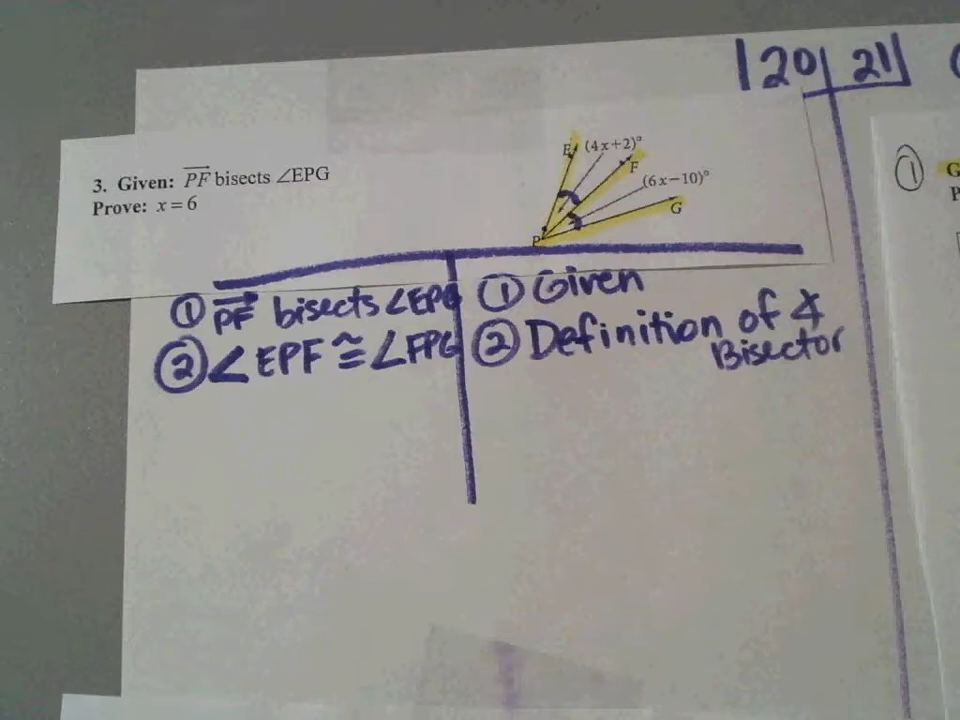 20 21
3. Given: PF bisects ∠EPG
Prove: x=6
E (4x+2)°
F
(6x−10)°
G
P
① PF bisects ∠EPG ① Given
② ∠EPF ≅ ∠FPG ② Definition of ∡
Bisector
①
G
P